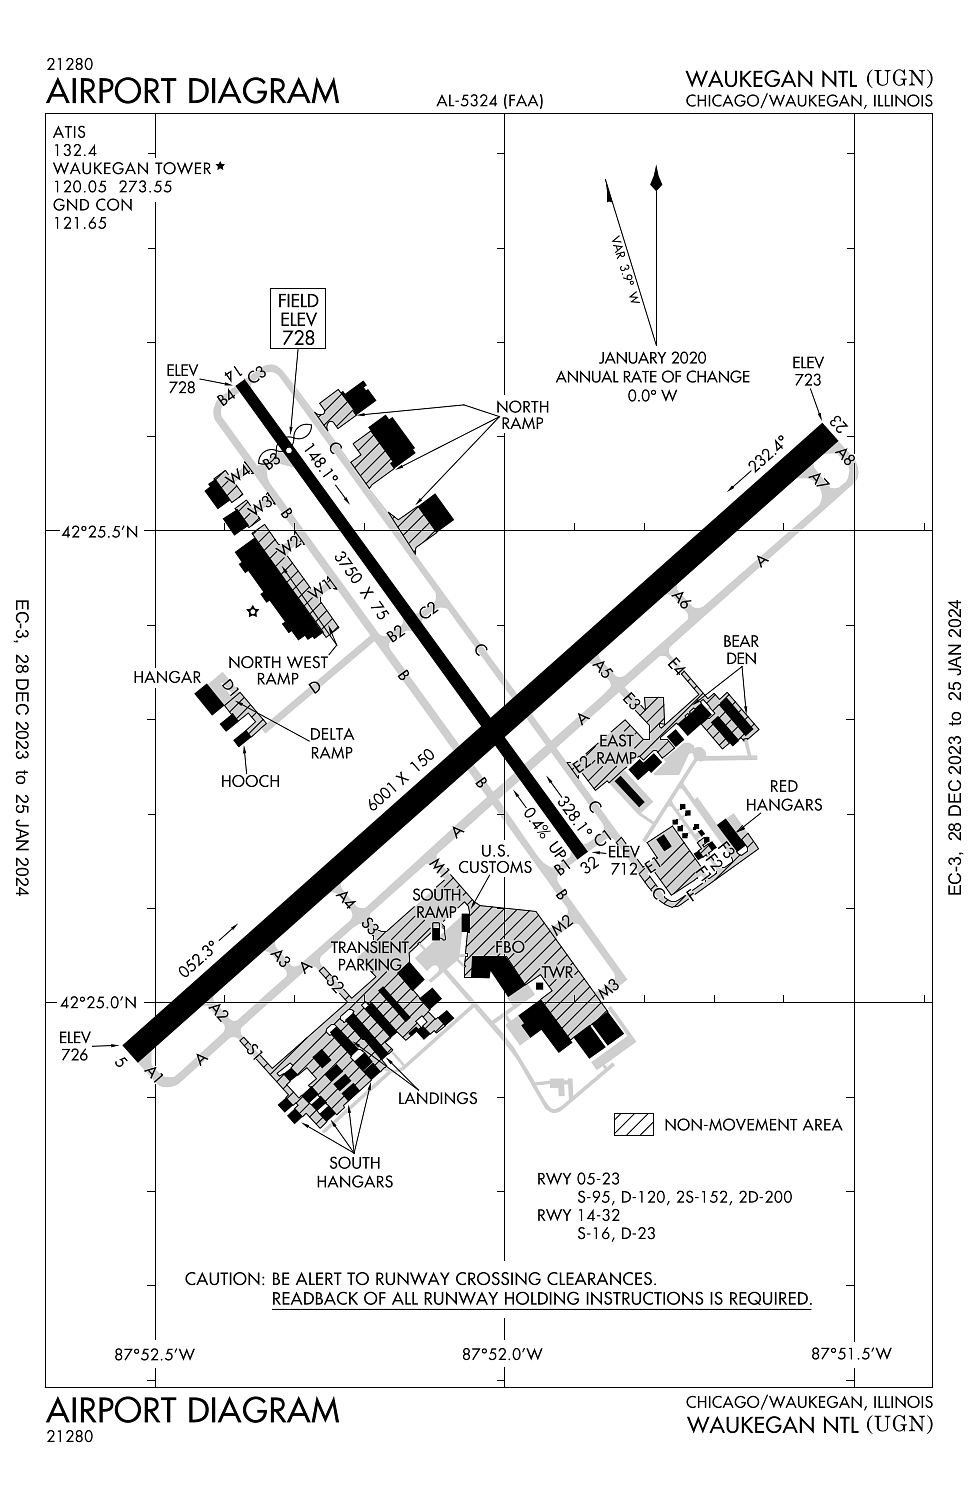 21280
AIRPORT DIAGRAM
AL-5324 (FAA)
WAUKEGAN NTL (UGN)
CHICAGO/WAUKEGAN, ILLINOIS
ATIS
132.4
WAUKEGAN TOWER ★
120.05 273.55
GND CON
121.65
VAR 3.9° W
JANUARY 2020
ANNUAL RATE OF CHANGE
0.0° W
FIELD
ELEV
728
ELEV
728
14
C3
B4
ELEV
723
23
NORTH
RAMP
C
148.1°
B3
232.4°
A8
A7
W4
W3
B
W2
W1
42°25.5'N
3750 X 75
A
A6
C2
B2
C
BEAR
DEN
NORTH WEST
RAMP
HANGAR
D1
D
B
A5
E4
E3
A
DELTA
RAMP
HOOCH
EAST
RAMP
E2
6001 X 150
B
328.1°
0.4% UP
C
C1
RED
HANGARS
A
U.S.
CUSTOMS
B1
32
ELEV
712
E1
F1
F2
F3
C
F
M1
SOUTH
RAMP
B
M2
A4
S3
TRANSIENT
PARKING
FBO
TWR
M3
052.3°
A3
A
S2
42°25.0'N
A2
ELEV
726
5
A1
A
S1
LANDINGS
SOUTH
HANGARS
NON-MOVEMENT AREA
RWY 05-23
S-95, D-120, 2S-152, 2D-200
RWY 14-32
S-16, D-23
CAUTION: BE ALERT TO RUNWAY CROSSING CLEARANCES.
READBACK OF ALL RUNWAY HOLDING INSTRUCTIONS IS REQUIRED.
87°52.5'W
87°52.0'W
87°51.5'W
EC-3, 28 DEC 2023 to 25 JAN 2024
EC-3, 28 DEC 2023 to 25 JAN 2024
AIRPORT DIAGRAM
21280
CHICAGO/WAUKEGAN, ILLINOIS
WAUKEGAN NTL (UGN)